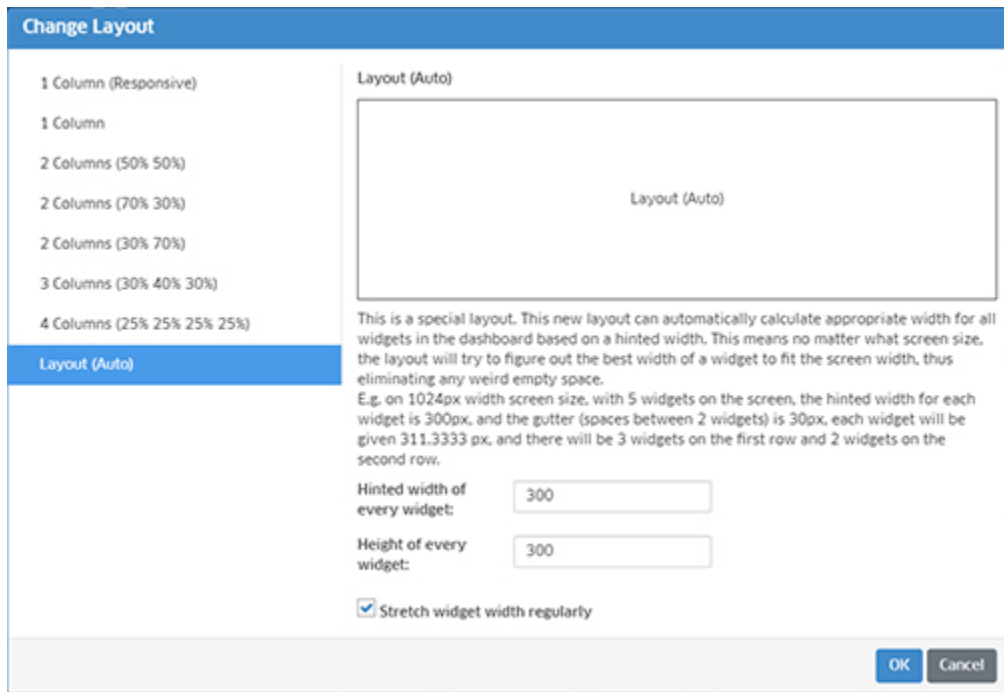 Change Layout
1 Column (Responsive)
1 Column
2 Columns (50% 50%)
2 Columns (70% 30%)
2 Columns (30% 70%)
3 Columns (30% 40% 30%)
4 Columns (25% 25% 25% 25%)
Layout (Auto)
Layout (Auto)
Layout (Auto)
This is a special layout. This new layout can automatically calculate appropriate width for all
widgets in the dashboard based on a hinted width. This means no matter what screen size,
the layout will try to figure out the best width of a widget to fit the screen width, thus
eliminating any weird empty space.
E.g. on 1024px width screen size, with 5 widgets on the screen, the hinted width for each
widget is 300px, and the gutter (spaces between 2 widgets) is 30px, each widget will be
given 311.3333 px, and there will be 3 widgets on the first row and 2 widgets on the
second row.
Hinted width of
every widget:
300
Height of every
widget:
300
Stretch widget width regularly
OK
Cancel